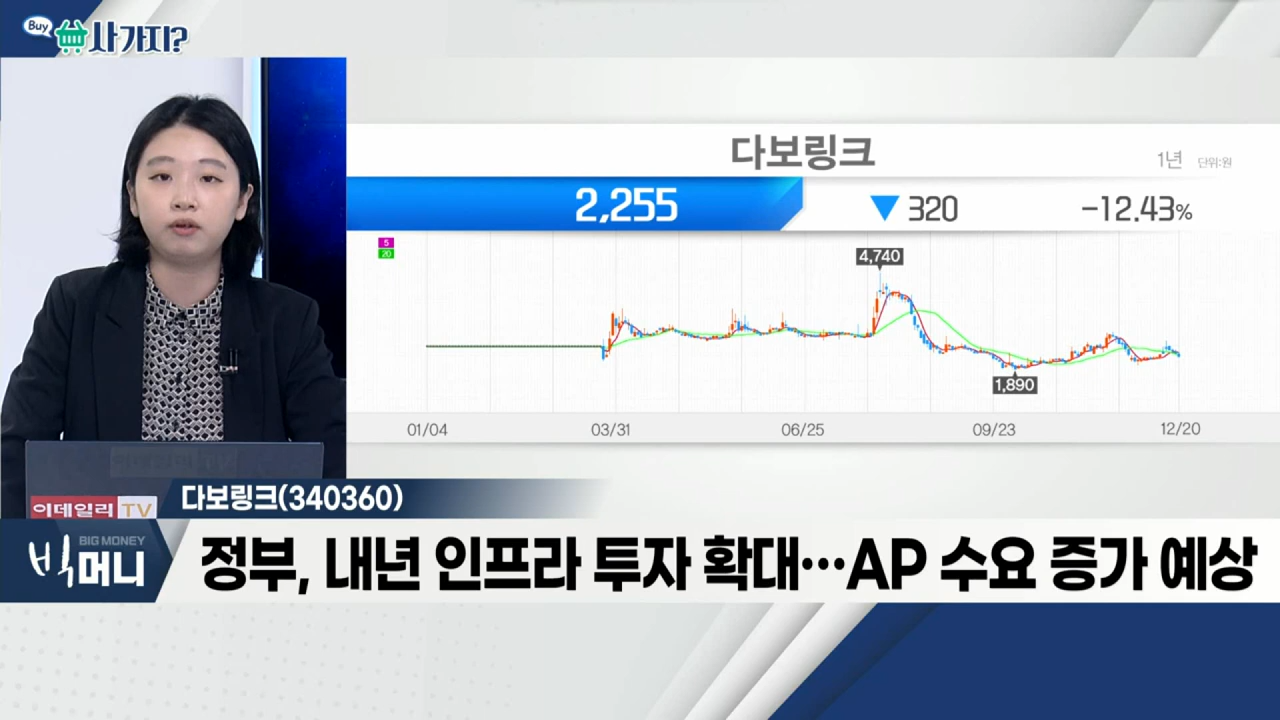 Buy
사가지?
다보링크
1년 단위:원
2,255 ▼ 320 -12.43%
5
20
4,740
1,890
01/04 03/31 06/25 09/23 12/20
이데일리 TV
다보링크(340360)
BIG MONEY
빅머니
정부, 내년 인프라 투자 확대…AP 수요 증가 예상